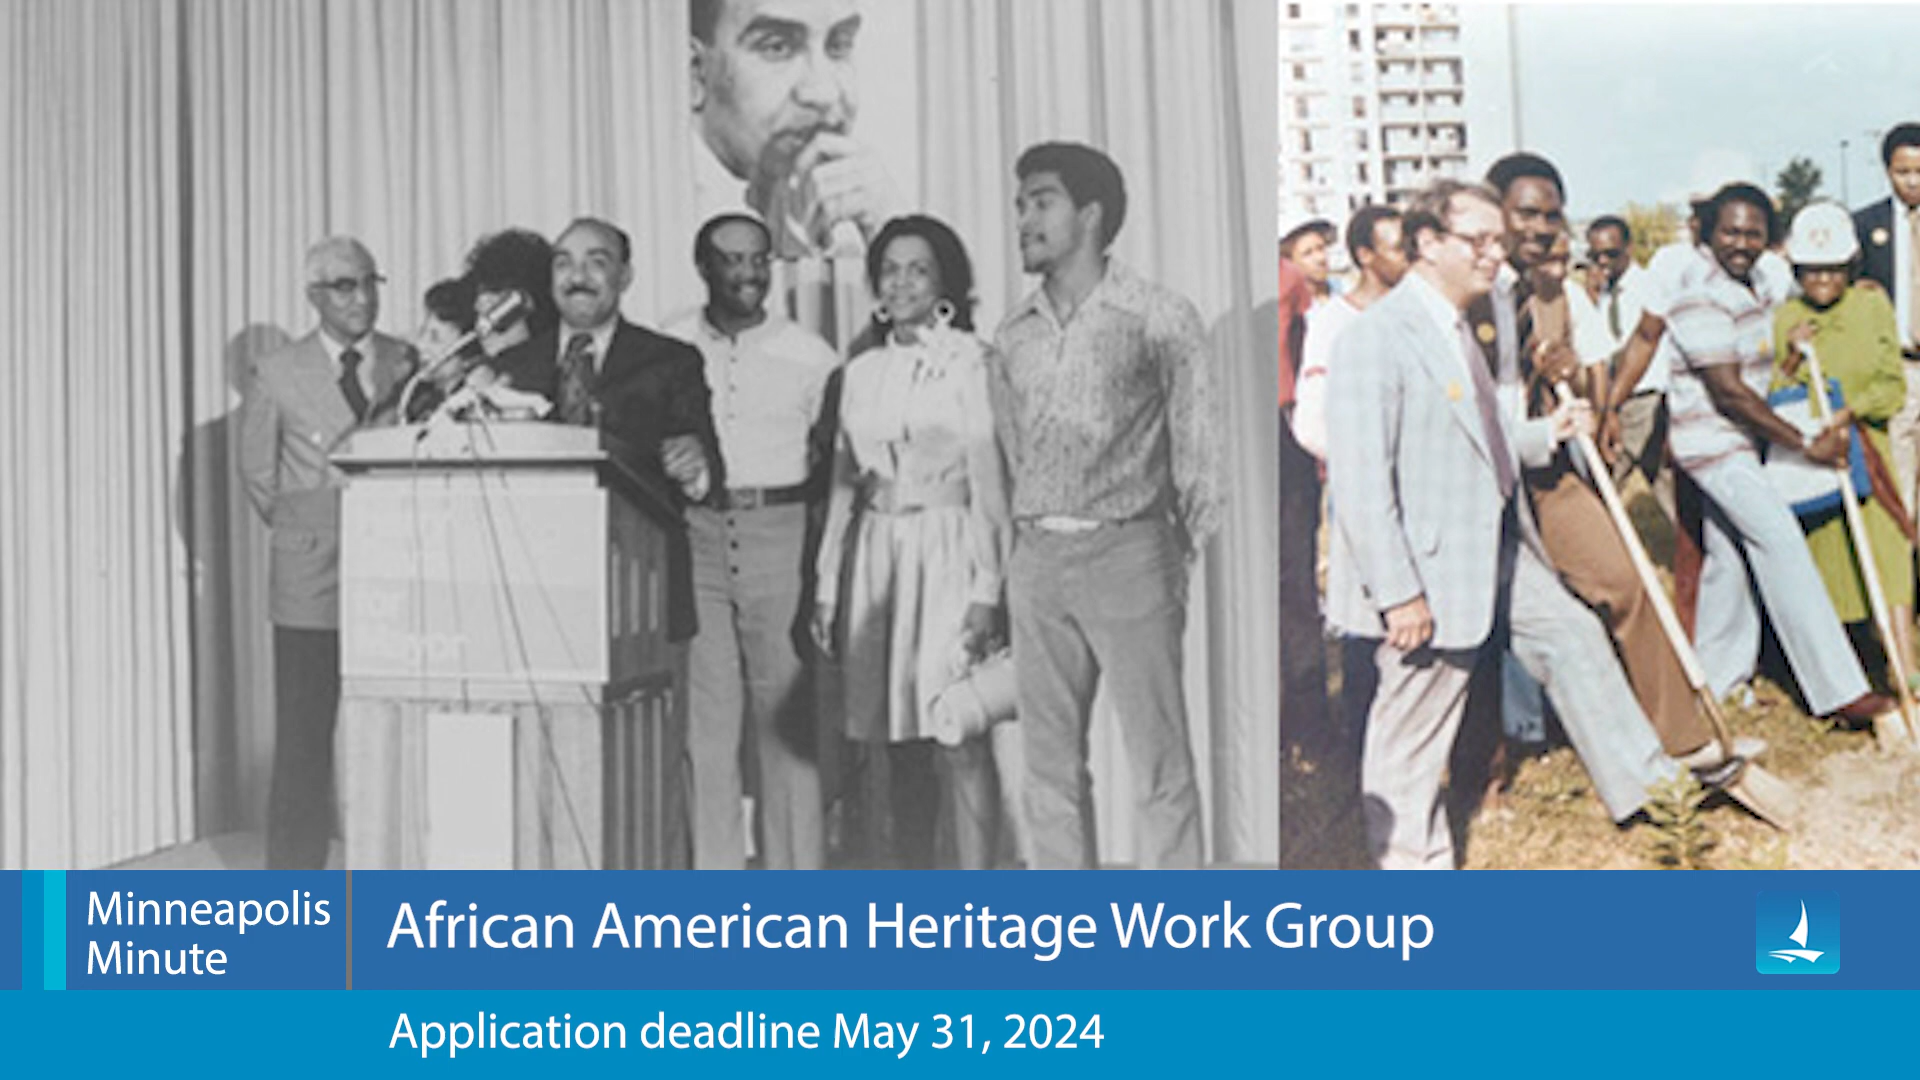 Minneapolis
Minute
African American Heritage Work Group
Application deadline May 31, 2024